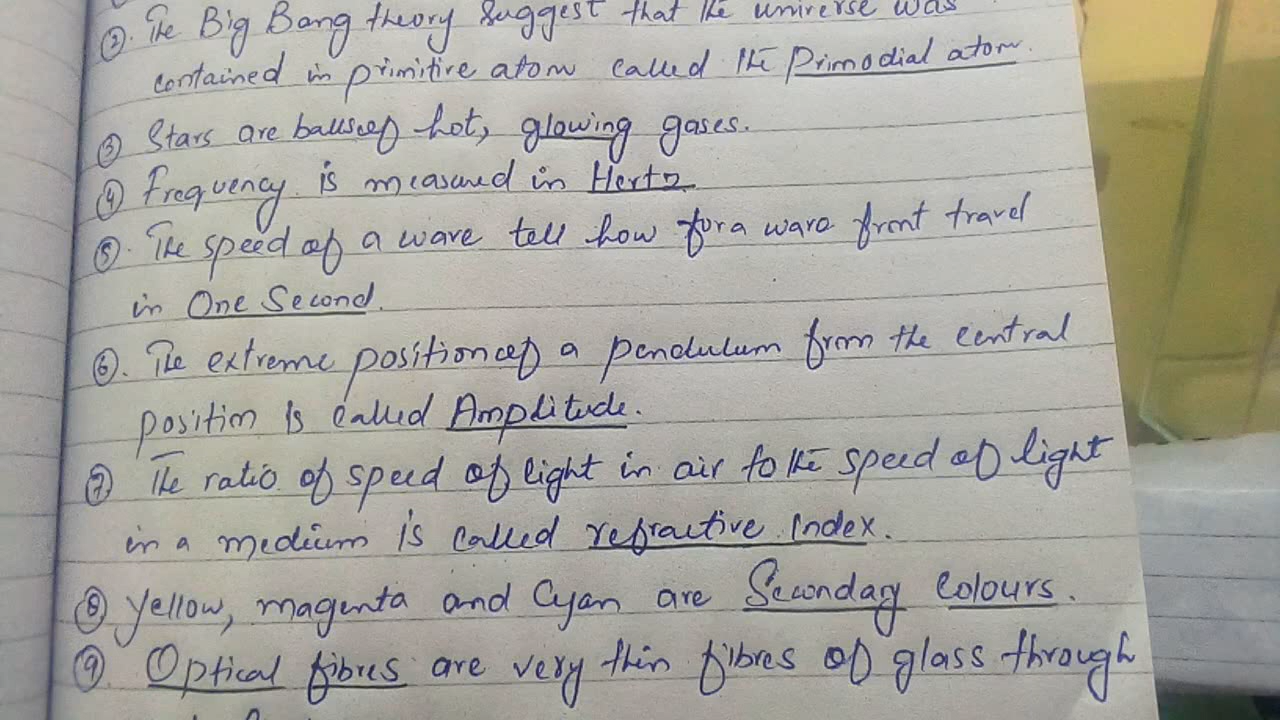 ②. The Big Bang theory suggest that the universe was
contained in primitive atom called the Primodial atom.
③ Stars are balls of hot, glowing gases.
④ Frequency is measured in Hertz
⑤. The speed of a wave tell how far a wave front travel
in One Second.
⑥. The extreme position of a pendulum from the central
position is called Amplitude.
⑦ The ratio of speed of light in air to the speed of light
in a medium is called refractive Index.
⑧ Yellow, magenta and Cyan are Secondary Colours.
⑨. Optical fibres are very thin fibres of glass through